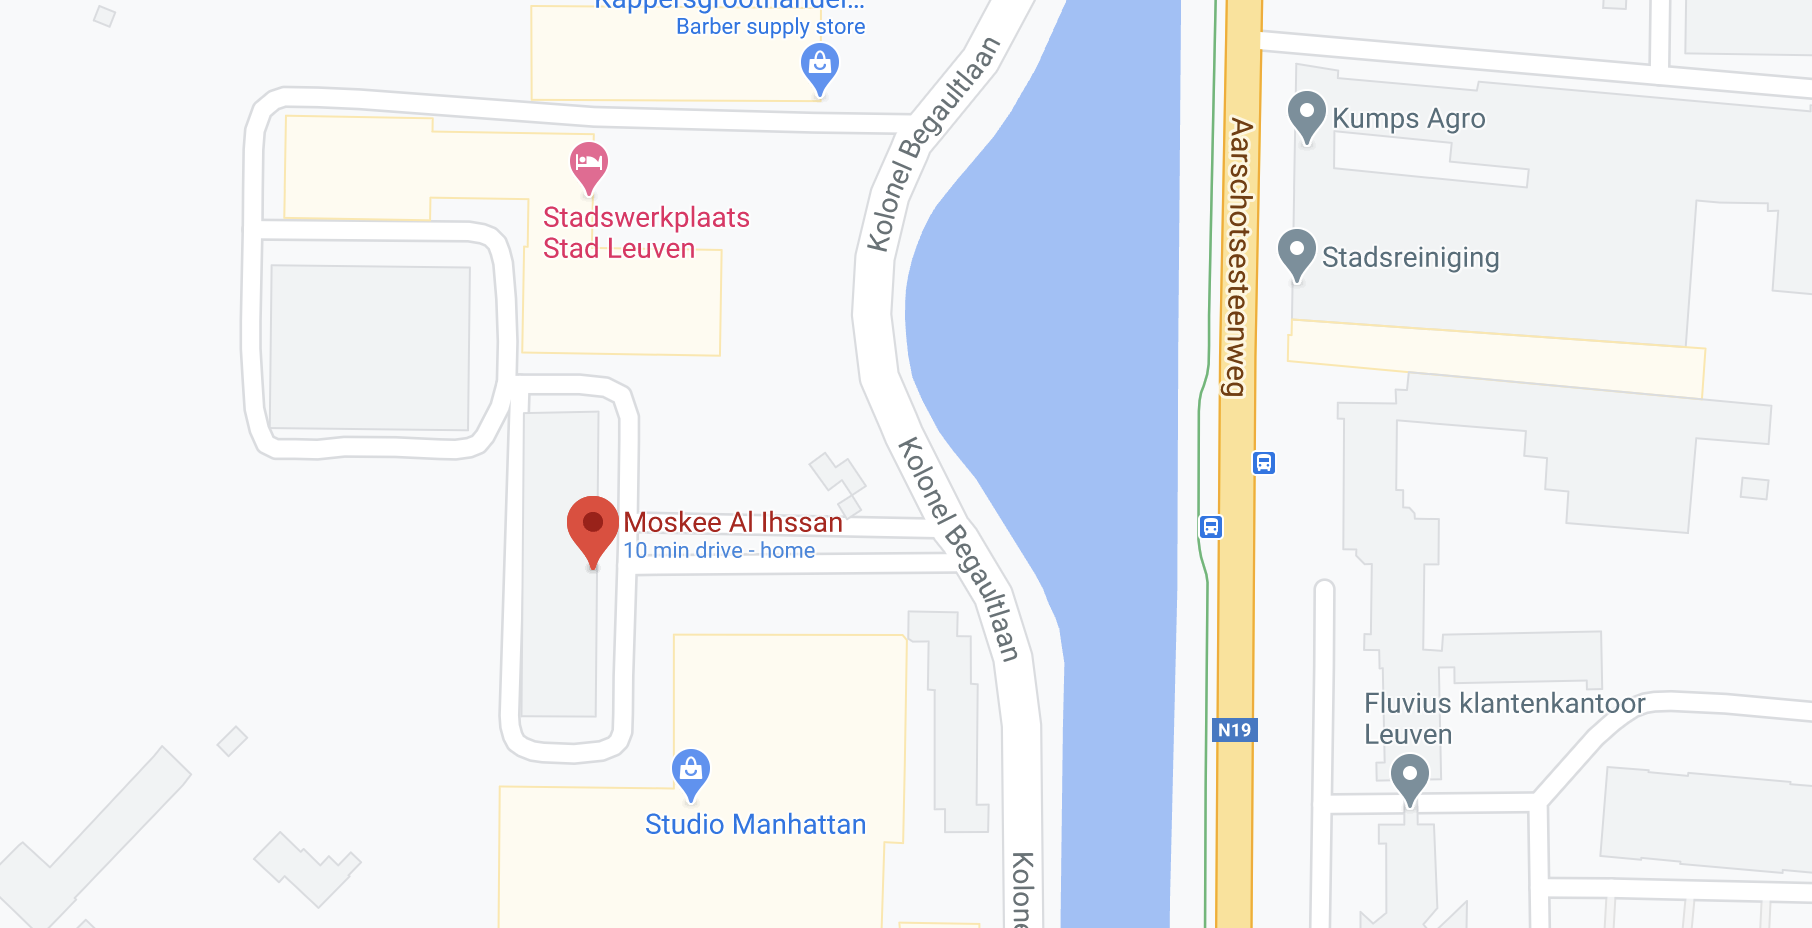 Kappersgroothandel...
Barber supply store
Kolonel Begaultlaan
Aarschotsesteenweg
Kumps Agro
Stadswerkplaats
Stad Leuven
Stadsreiniging
Kolonel Begaultlaan
Moskee Al Ihssan
10 min drive - home
Fluvius klantenkantoor
Leuven
N19
Studio Manhattan
Kolone